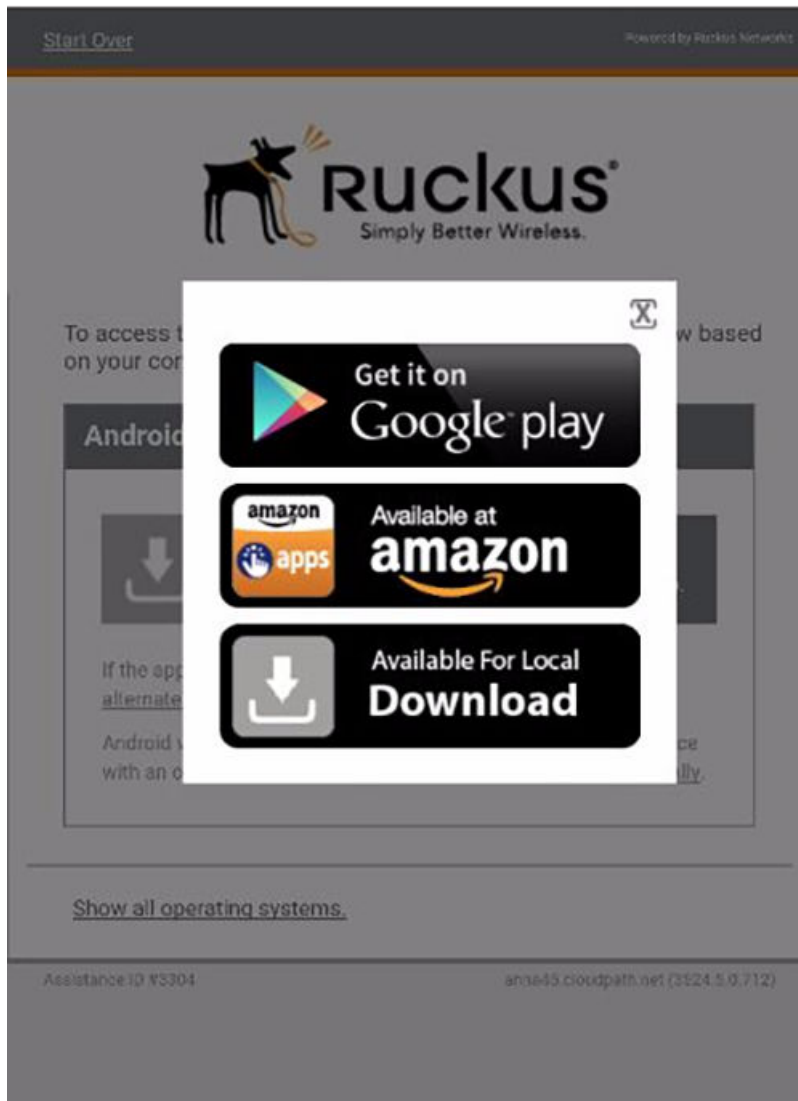 Start Over
Powered by Ruckus Networks
RUCKUS®
Simply Better Wireless.
To access t
w based
on your cor
X
Get it on
Google play
Android
amazon
apps
Available at
amazon
If the app
alternate
Available For Local
Download
Android v
ce
with an o
lly.
Show all operating systems.
Assistance ID #3304
anna45.cloudpath.net (3524.5.0.712)